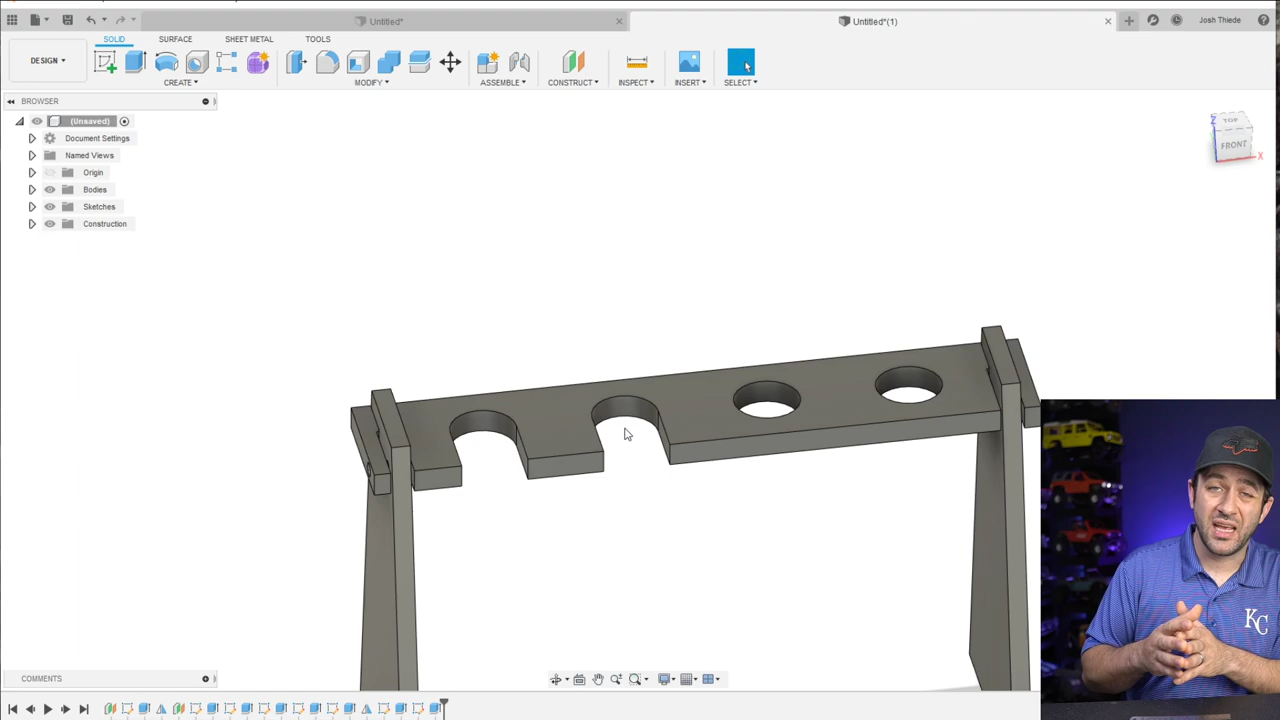 Untitled*
Untitled*(1)
Josh Thiede
DESIGN
SOLID
SURFACE
SHEET METAL
TOOLS
CREATE
MODIFY
ASSEMBLE
CONSTRUCT
INSPECT
INSERT
SELECT
BROWSER
(Unsaved)
Document Settings
Named Views
Origin
Bodies
Sketches
Construction
Z
TOP
FRONT
X
KC
COMMENTS